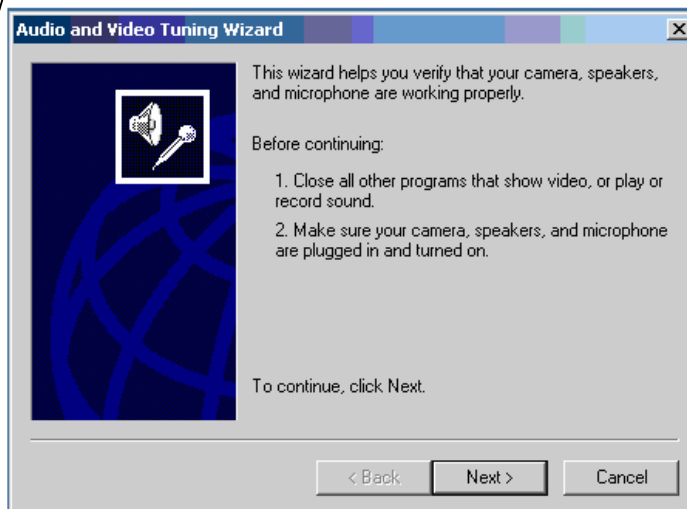 Audio and Video Tuning Wizard
This wizard helps you verify that your camera, speakers,
and microphone are working properly.
Before continuing:
1. Close all other programs that show video, or play or
record sound.
2. Make sure your camera, speakers, and microphone
are plugged in and turned on.
To continue, click Next.
< Back
Next >
Cancel